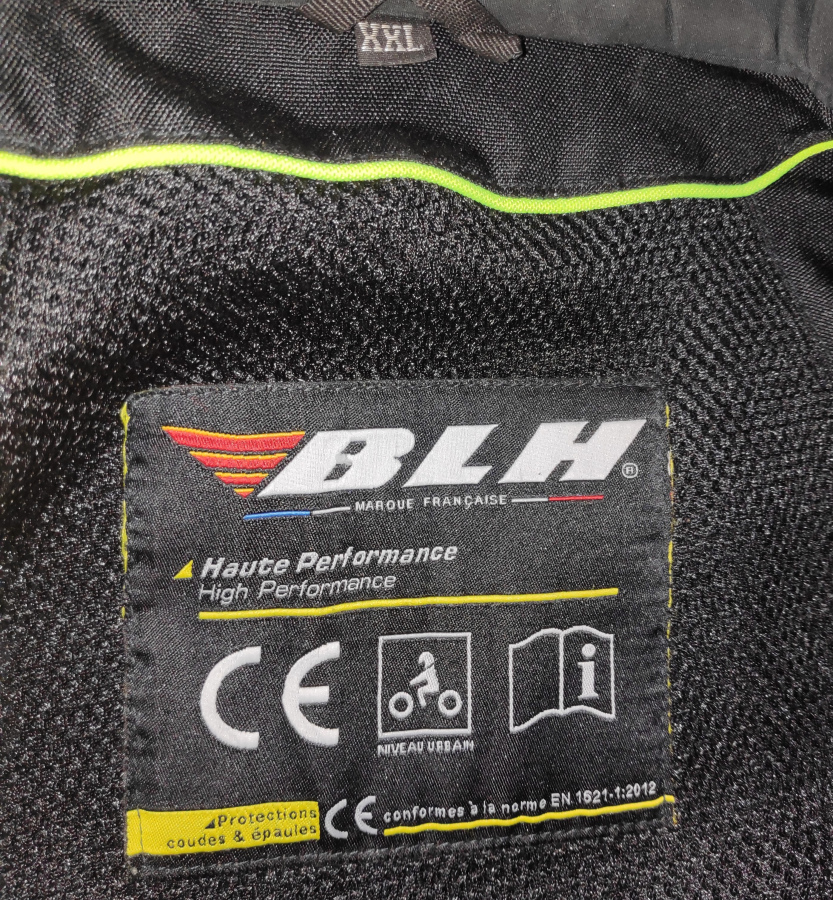 XXL
BLH®
MARQUE FRANÇAISE
Haute Performance
High Performance
CE
i
NIVEAU URBAIN
Protections
coudes & épaules
CE conformes à la norme EN 1621-1:2012